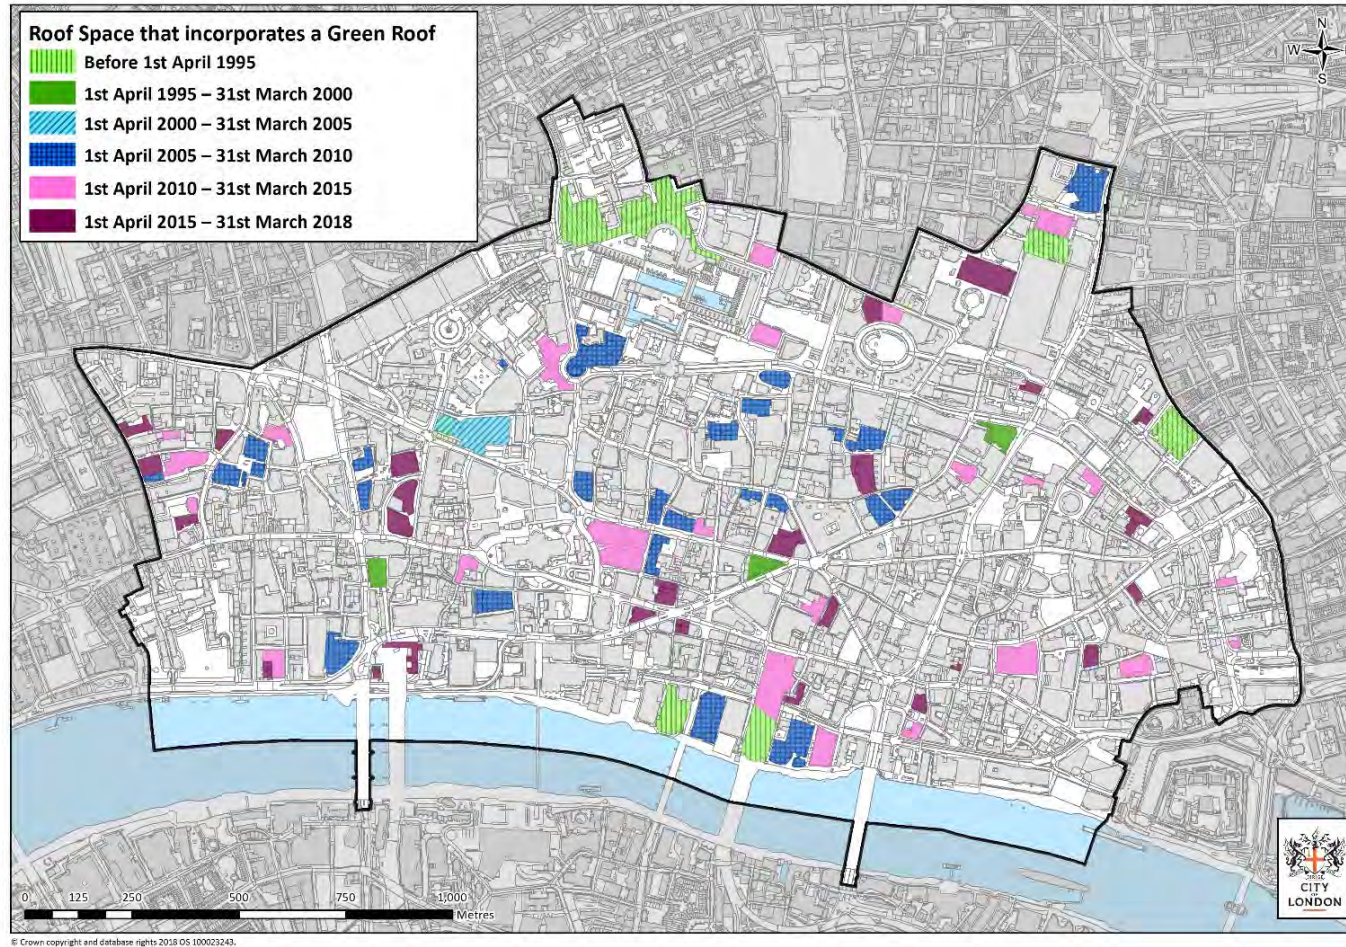 Roof Space that incorporates a Green Roof
Before 1st April 1995
1st April 1995 – 31st March 2000
1st April 2000 – 31st March 2005
1st April 2005 – 31st March 2010
1st April 2010 – 31st March 2015
1st April 2015 – 31st March 2018
N
W
S
0 125 250 500 750 1,000
Metres
CITY
OF
LONDON
© Crown copyright and database rights 2018 OS 100023243.